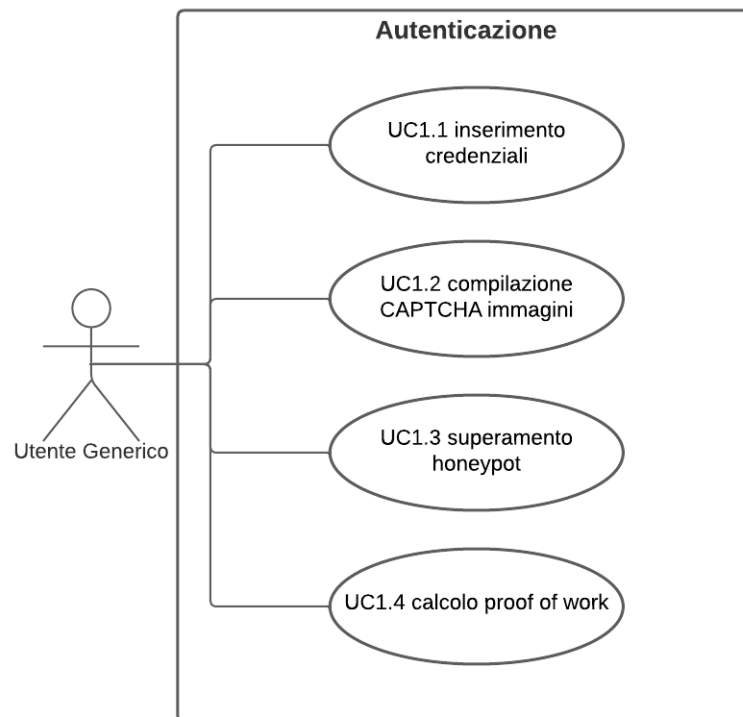 Autenticazione
UC1.1 inserimento
credenziali
UC1.2 compilazione
CAPTCHA immagini
UC1.3 superamento
honeypot
Utente Generico
UC1.4 calcolo proof of work